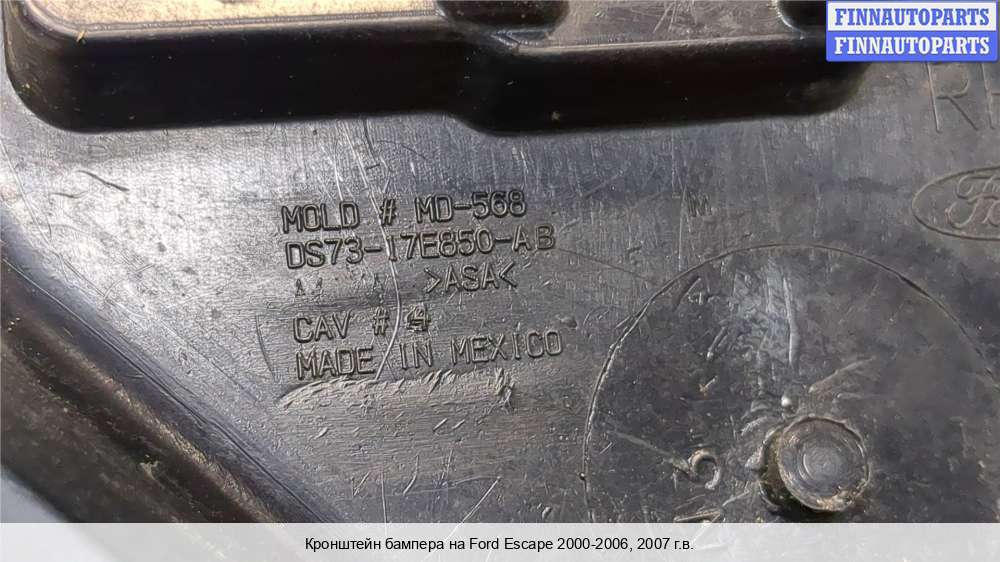 FINNAUTOPARTS
FINNAUTOPARTS
Ford
MOLD # MD-568
DS73-17E850-AB
>ASA<
CAV # 4
MADE IN MEXICO
Кронштейн бампера на Ford Escape 2000-2006, 2007 г.в.